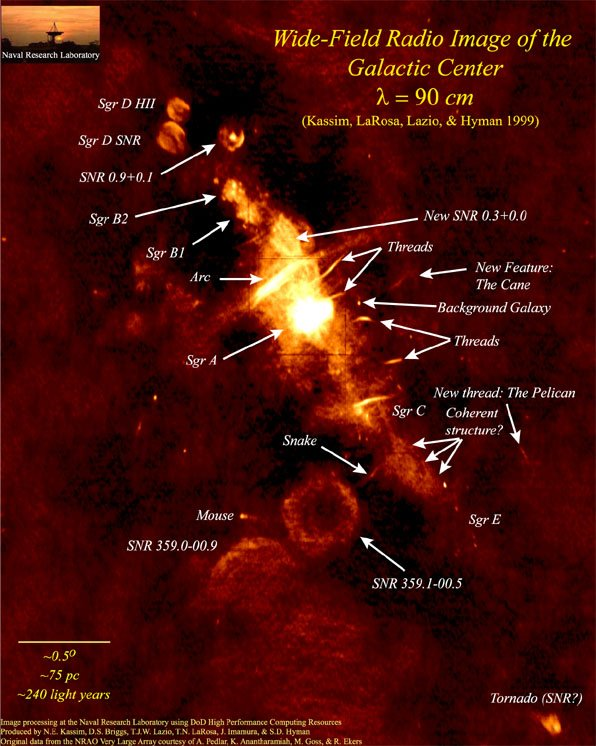 Naval Research Laboratory
Wide-Field Radio Image of the
Galactic Center
λ = 90 cm
(Kassim, LaRosa, Lazio, & Hyman 1999)
Sgr D HII
Sgr D SNR
SNR 0.9+0.1
Sgr B2
Sgr B1
New SNR 0.3+0.0
Threads
Arc
New Feature:
The Cane
Background Galaxy
Threads
Sgr A
New thread: The Pelican
Sgr C
Coherent
structure?
Snake
Sgr E
Mouse
SNR 359.0-00.9
SNR 359.1-00.5
~0.5º
~75 pc
~240 light years
Tornado (SNR?)
Image processing at the Naval Research Laboratory using DoD High Performance Computing Resources
Produced by N.E. Kassim, D.S. Briggs, T.J.W. Lazio, T.N. LaRosa, J. Imamura, & S.D. Hyman
Original data from the NRAO Very Large Array courtesy of A. Pedlar, K. Anantharamiah, M. Goss, & R. Ekers